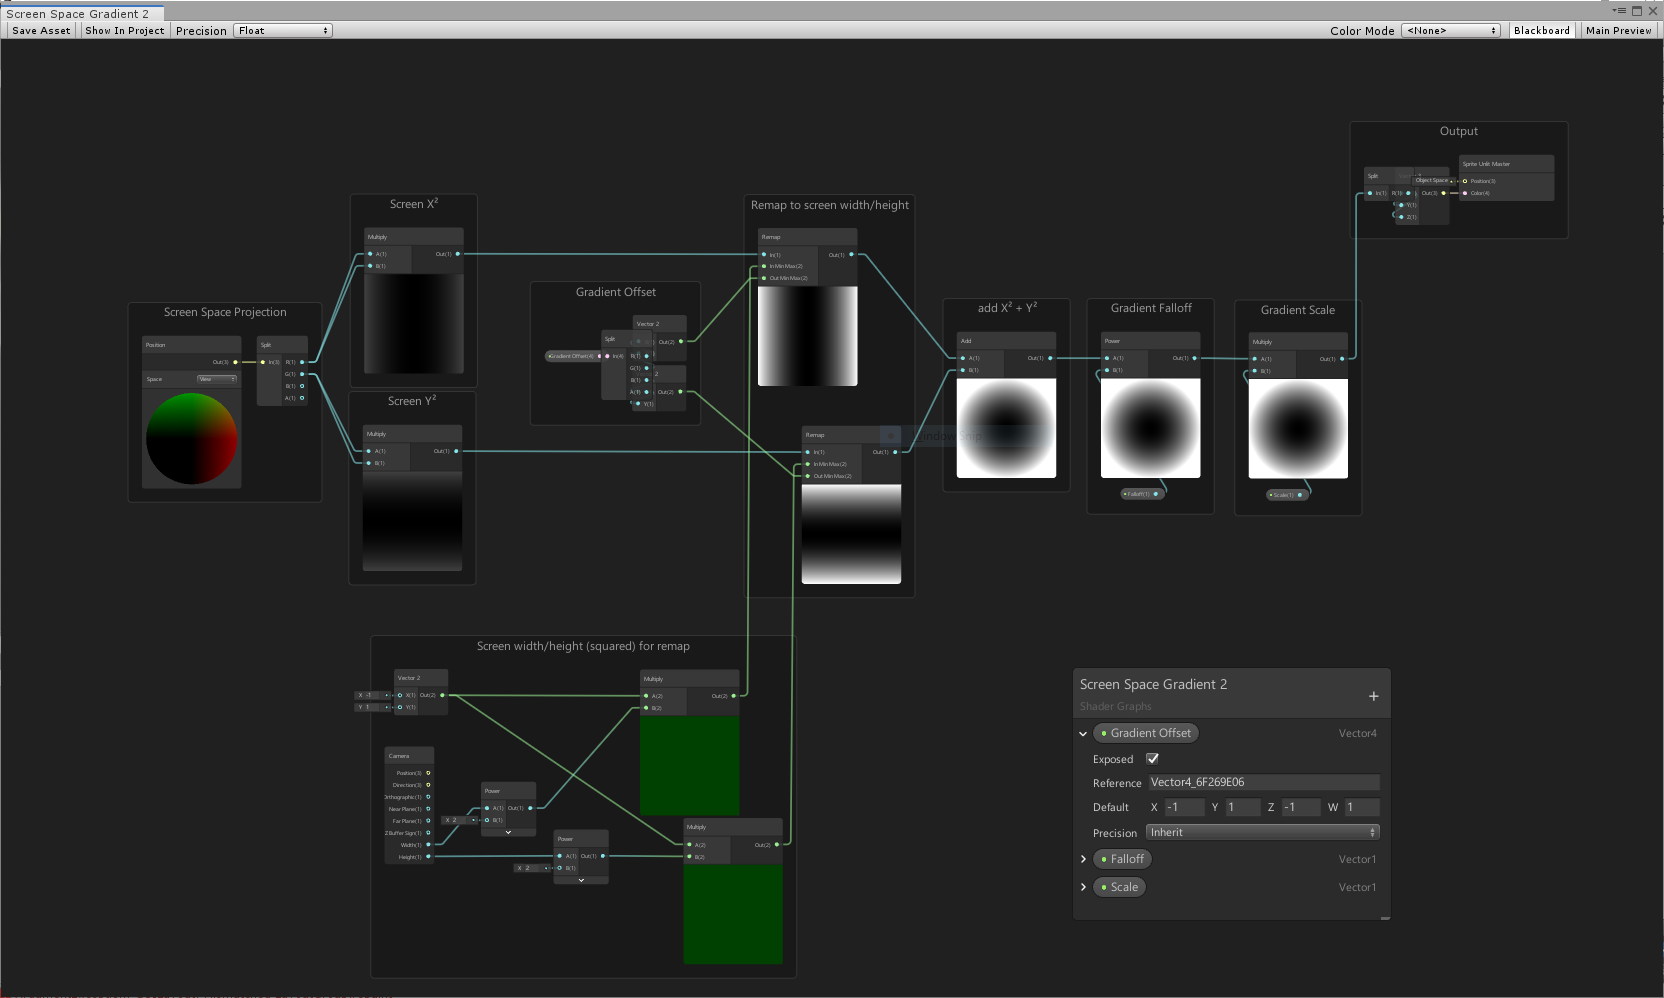 Screen Space Gradient 2
Save Asset Show In Project Precision Float Color Mode <None> Blackboard Main Preview
Output
Split
Sprite Unlit Master
Object Space
Position(3)
In(1) R(1) Out(3) Color(4)
Y(1)
Z(1)
Screen X²
Multiply
A(1) Out(1)
B(1)
Remap to screen width/height
Remap
In(1) Out(1)
In Min Max(2)
Out Min Max(2)
Gradient Offset
Vector 2
Split
Out(2)
Gradient Offset(4) In(4) R(1)
G(1)
B(1)
A(1) Out(2)
Y(1)
Screen Space Projection
Position
Out(3)
Space View
Split
In(3) R(1)
G(1)
B(1)
A(1)
Screen Y²
Multiply
A(1) Out(1)
B(1)
Remap
In(1) Out(1)
In Min Max(2)
Out Min Max(2)
Window Snip
add X² + Y²
Add
A(1) Out(1)
B(1)
Gradient Falloff
Power
A(1) Out(1)
B(1)
Falloff(1)
Gradient Scale
Multiply
A(1) Out(1)
B(1)
Scale(1)
Screen width/height (squared) for remap
Vector 2
X -1 X(1) Out(2)
Y 1 Y(1)
Multiply
A(2) Out(2)
B(2)
Camera
Position(3)
Direction(3)
Orthographic(1)
Near Plane(1)
Far Plane(1)
Z Buffer Sign(1)
Width(1)
Height(1)
Power
A(1) Out(1)
X 2 B(1)
Power
A(1) Out(1)
X 2 B(1)
Multiply
A(2) Out(2)
B(2)
Screen Space Gradient 2
Shader Graphs
+
Gradient Offset Vector4
Exposed
Reference Vector4_6F269E06
Default X -1 Y 1 Z -1 W 1
Precision Inherit
Falloff Vector1
Scale Vector1